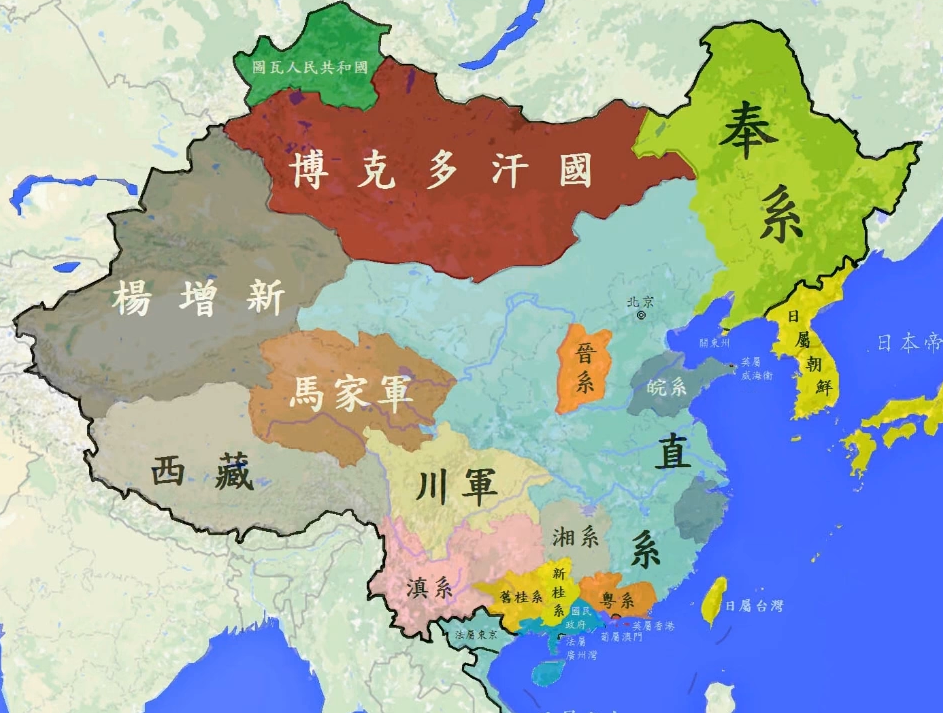 圖瓦人民共和國
奉系
博克多汗國
楊增新
北京
日屬朝鮮
日本帝
關東州
英屬
威海衛
晉系
皖系
馬家軍
直系
西藏
川軍
湘系
滇系
舊桂系
新桂系
粵系
國民
政府
英屬香港
葡屬澳門
日屬台灣
法屬東京
法屬
廣州灣